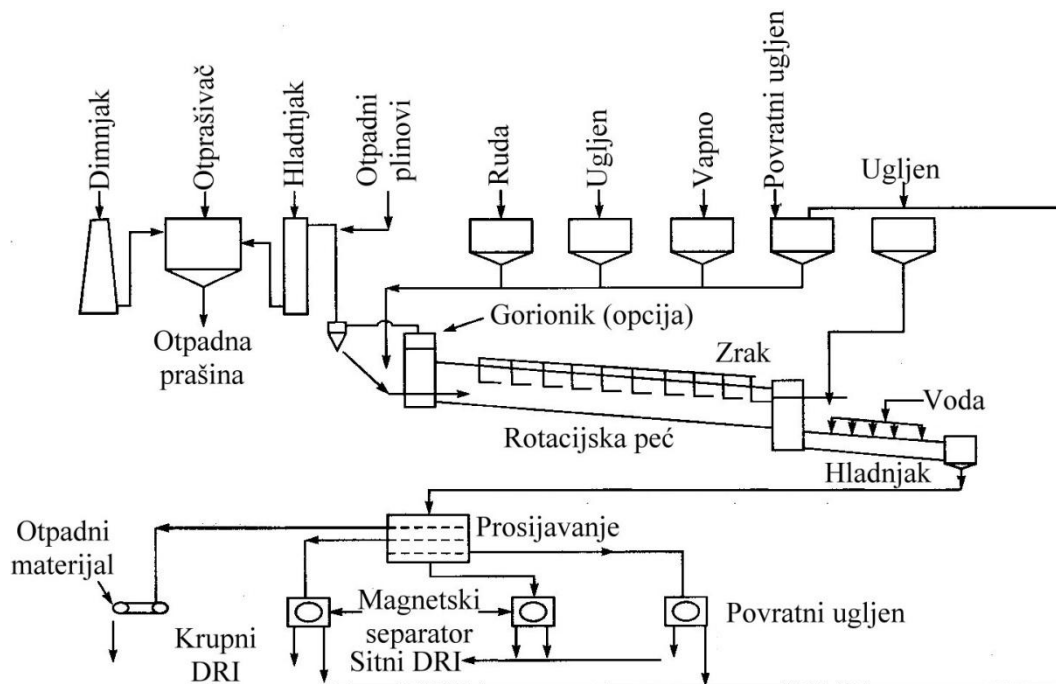 Dimnjak
Otprašivač
Hladnjak
Otpadni
plinovi
Ruda
Ugljen
Vapno
Povratni ugljen
Ugljen
Otpadna
prašina
Gorionik (opcija)
Zrak
Rotacijska peć
Voda
Hladnjak
Prosijavanje
Otpadni
materijal
Krupni
DRI
Magnetski
separator
Sitni DRI
Povratni ugljen